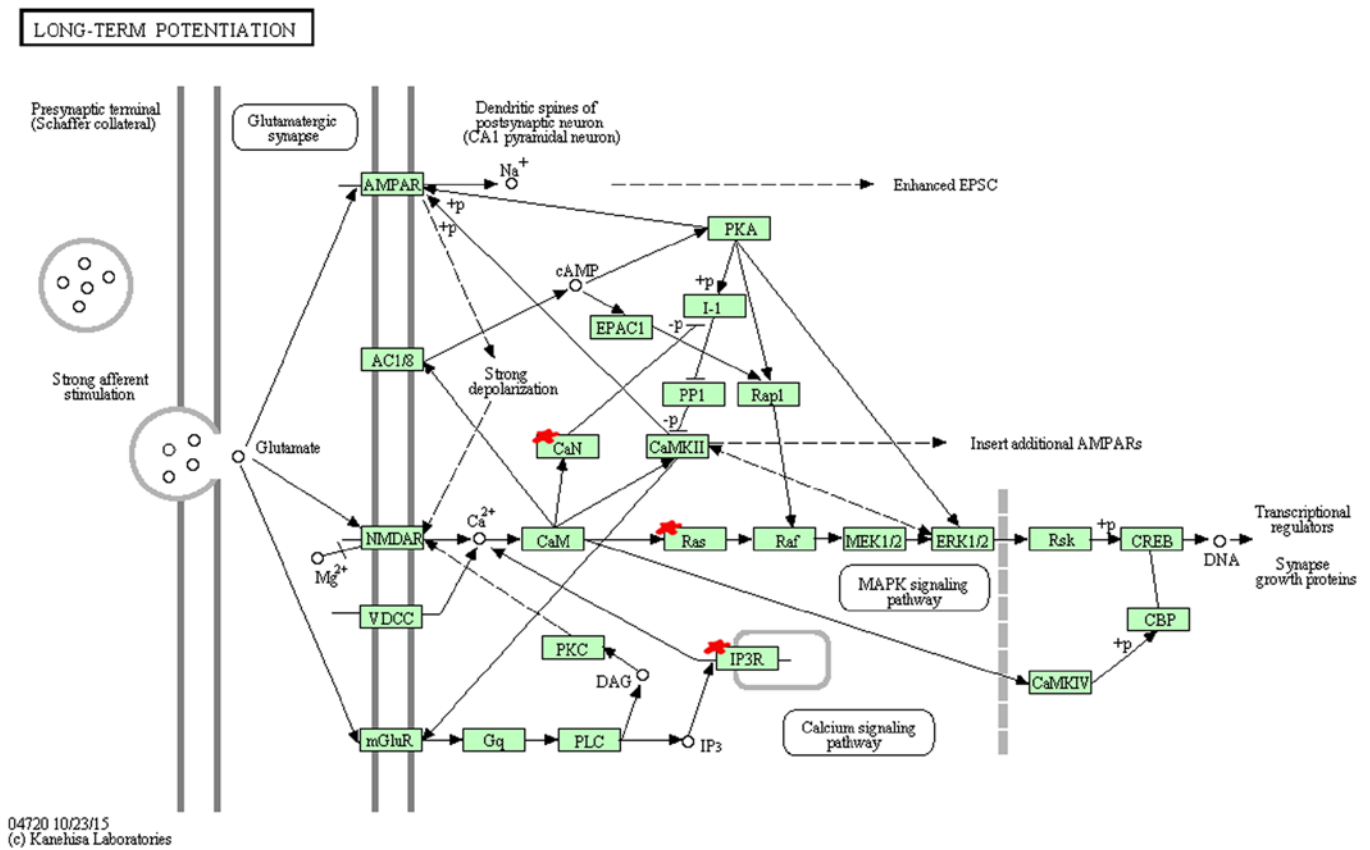 LONG-TERM POTENTIATION
Presynaptic terminal
(Schaffer collateral)
Glutamatergic
synapse
Dendritic spines of
postsynaptic neuron
(CA1 pyramidal neuron)
AMPAR
Na+
Enhanced EPSC
+p
+p
PKA
cAMP
+p
I-1
EPAC1
-p
AC1/8
Strong
depolarization
Strong afferent
stimulation
PP1
Rap1
-p
CaN
CaMKII
Insert additional AMPARs
Glutamate
Ca2+
NMDAR
CaM
Ras
Raf
MEK1/2
ERK1/2
Rsk
+p
CREB
DNA
Transcriptional
regulators
Synapse
growth proteins
Mg2+
MAPK signaling
pathway
VDCC
CBP
PKC
IP3R
+p
DAG
CaMKIV
mGluR
Gq
PLC
IP3
Calcium signaling
pathway
04720 10/23/15
(c) Kanehisa Laboratories